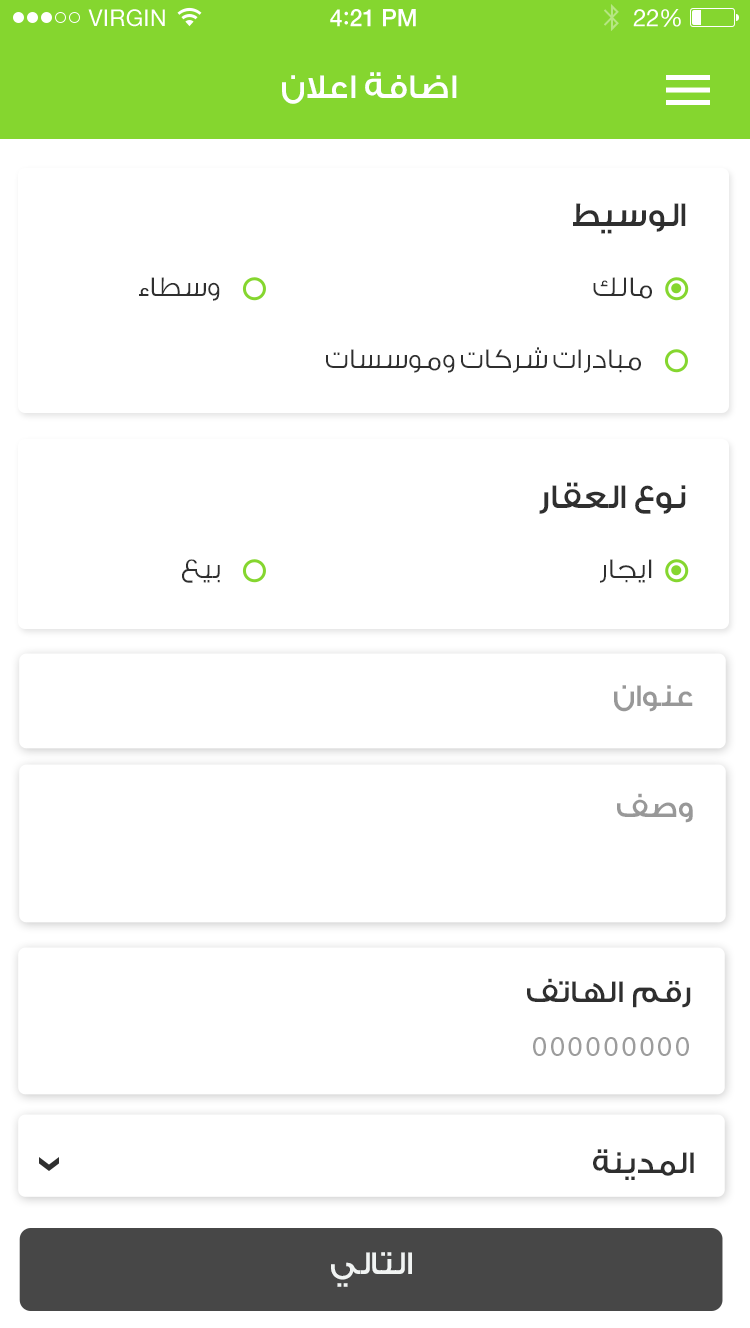 VIRGIN 4:21 PM 22%
اضافة اعلان
الوسيط
مالك وسطاء
مبادرات شركات وموسسات
نوع العقار
ايجار بيع
عنوان
وصف
رقم الهاتف
000000000
المدينة
التالي